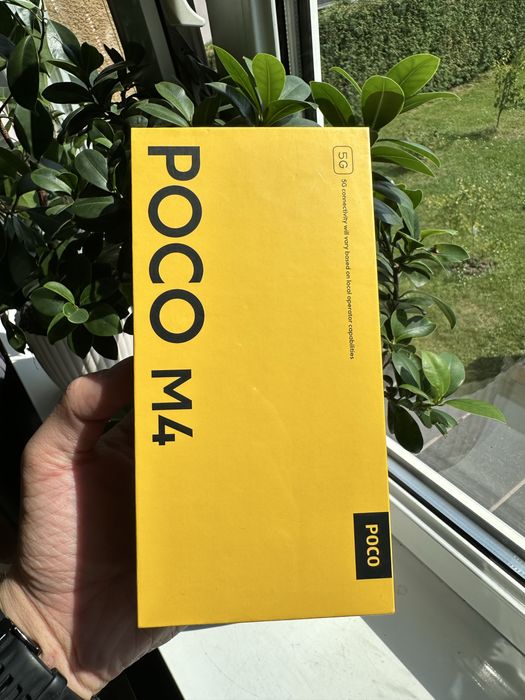 5G
5G connectivity will vary based on local operator capabilities
POCO M4
POCO